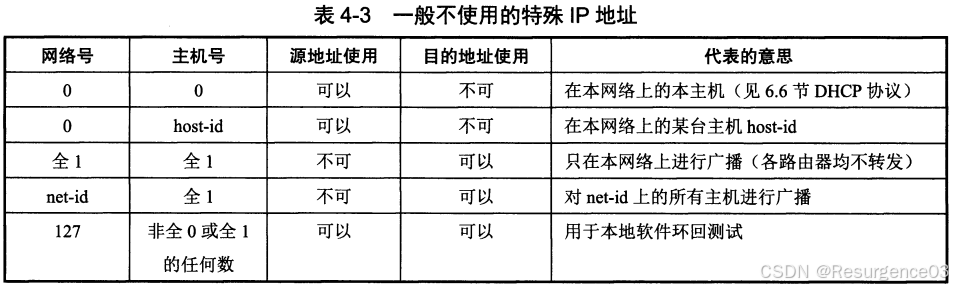 表 4-3 一般不使用的特殊 IP 地址
网络号 主机号 源地址使用 目的地址使用 代表的意思
0 0 可以 不可 在本网络上的本主机（见 6.6 节 DHCP 协议）
0 host-id 可以 不可 在本网络上的某台主机 host-id
全 1 全 1 不可 可以 只在本网络上进行广播（各路由器均不转发）
net-id 全 1 不可 可以 对 net-id 上的所有主机进行广播
127 非全 0 或全 1 可以 可以 用于本地软件环回测试
的任何数
CSDN @Resurgence03